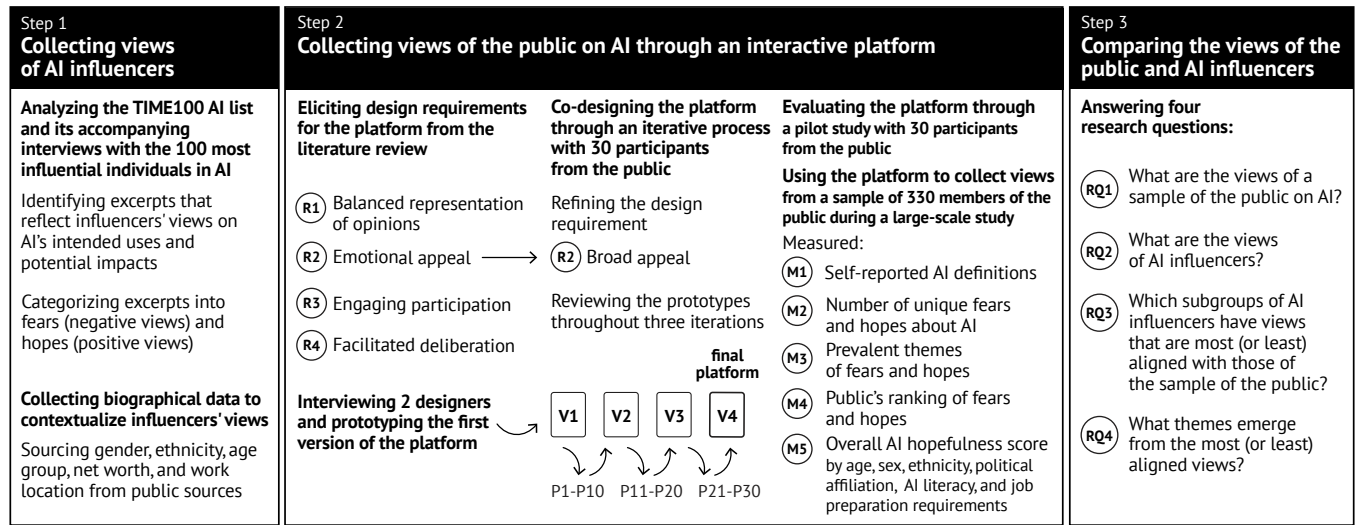 Step 1
Collecting views
of AI influencers
Analyzing the TIME100 AI list
and its accompanying
interviews with the 100 most
influential individuals in AI
Identifying excerpts that
reflect influencers' views on
AI's intended uses and
potential impacts
Categorizing excerpts into
fears (negative views) and
hopes (positive views)
Collecting biographical data to
contextualize influencers' views
Sourcing gender, ethnicity, age
group, net worth, and work
location from public sources
Step 2
Collecting views of the public on AI through an interactive platform
Eliciting design requirements
for the platform from the
literature review
R1 Balanced representation
of opinions
R2 Emotional appeal
R3 Engaging participation
R4 Facilitated deliberation
Interviewing 2 designers
and prototyping the first
version of the platform
Co-designing the platform
through an iterative process
with 30 participants
from the public
Refining the design
requirement
R2 Broad appeal
Reviewing the prototypes
throughout three iterations
final
platform
V1 V2 V3 V4
P1-P10 P11-P20 P21-P30
Evaluating the platform through
a pilot study with 30 participants
from the public
Using the platform to collect views
from a sample of 330 members of the
public during a large-scale study
Measured:
M1 Self-reported AI definitions
M2 Number of unique fears
and hopes about AI
M3 Prevalent themes
of fears and hopes
M4 Public's ranking of fears
and hopes
M5 Overall AI hopefulness score
by age, sex, ethnicity, political
affiliation, AI literacy, and job
preparation requirements
Step 3
Comparing the views of the
public and AI influencers
Answering four
research questions:
RQ1 What are the views of a
sample of the public on AI?
RQ2 What are the views
of AI influencers?
RQ3 Which subgroups of AI
influencers have views
that are most (or least)
aligned with those of
the sample of the public?
RQ4 What themes emerge
from the most (or least)
aligned views?